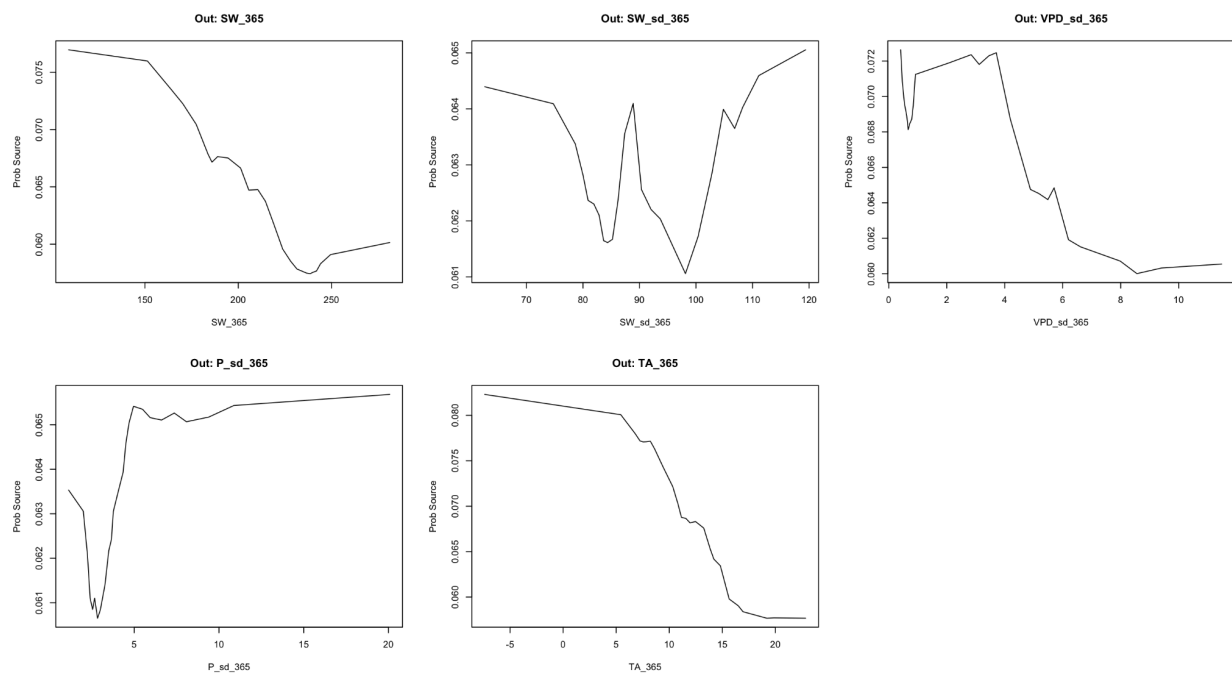 Out: SW_365
Prob Source
0.075
0.070
0.065
0.060
150 200 250
SW_365
Out: SW_sd_365
Prob Source
0.065
0.064
0.063
0.062
0.061
70 80 90 100 110 120
SW_sd_365
Out: VPD_sd_365
Prob Source
0.072
0.070
0.068
0.066
0.064
0.062
0.060
0 2 4 6 8 10
VPD_sd_365
Out: P_sd_365
Prob Source
0.065
0.064
0.063
0.062
0.061
5 10 15 20
P_sd_365
Out: TA_365
Prob Source
0.080
0.075
0.070
0.065
0.060
-5 0 5 10 15 20
TA_365